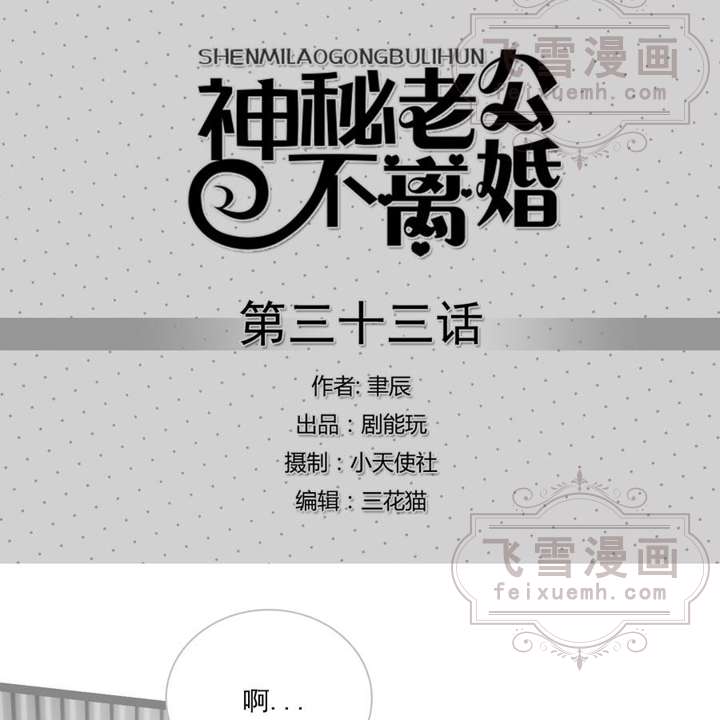 SHENMILAOGONGBULIHUN
神秘老公
不离婚
第三十三话
作者: 聿辰
出品：剧能玩
摄制：小天使社
编辑：三花猫
飞雪漫画
feixuemh.com
飞雪漫画
feixuemh.com
啊...